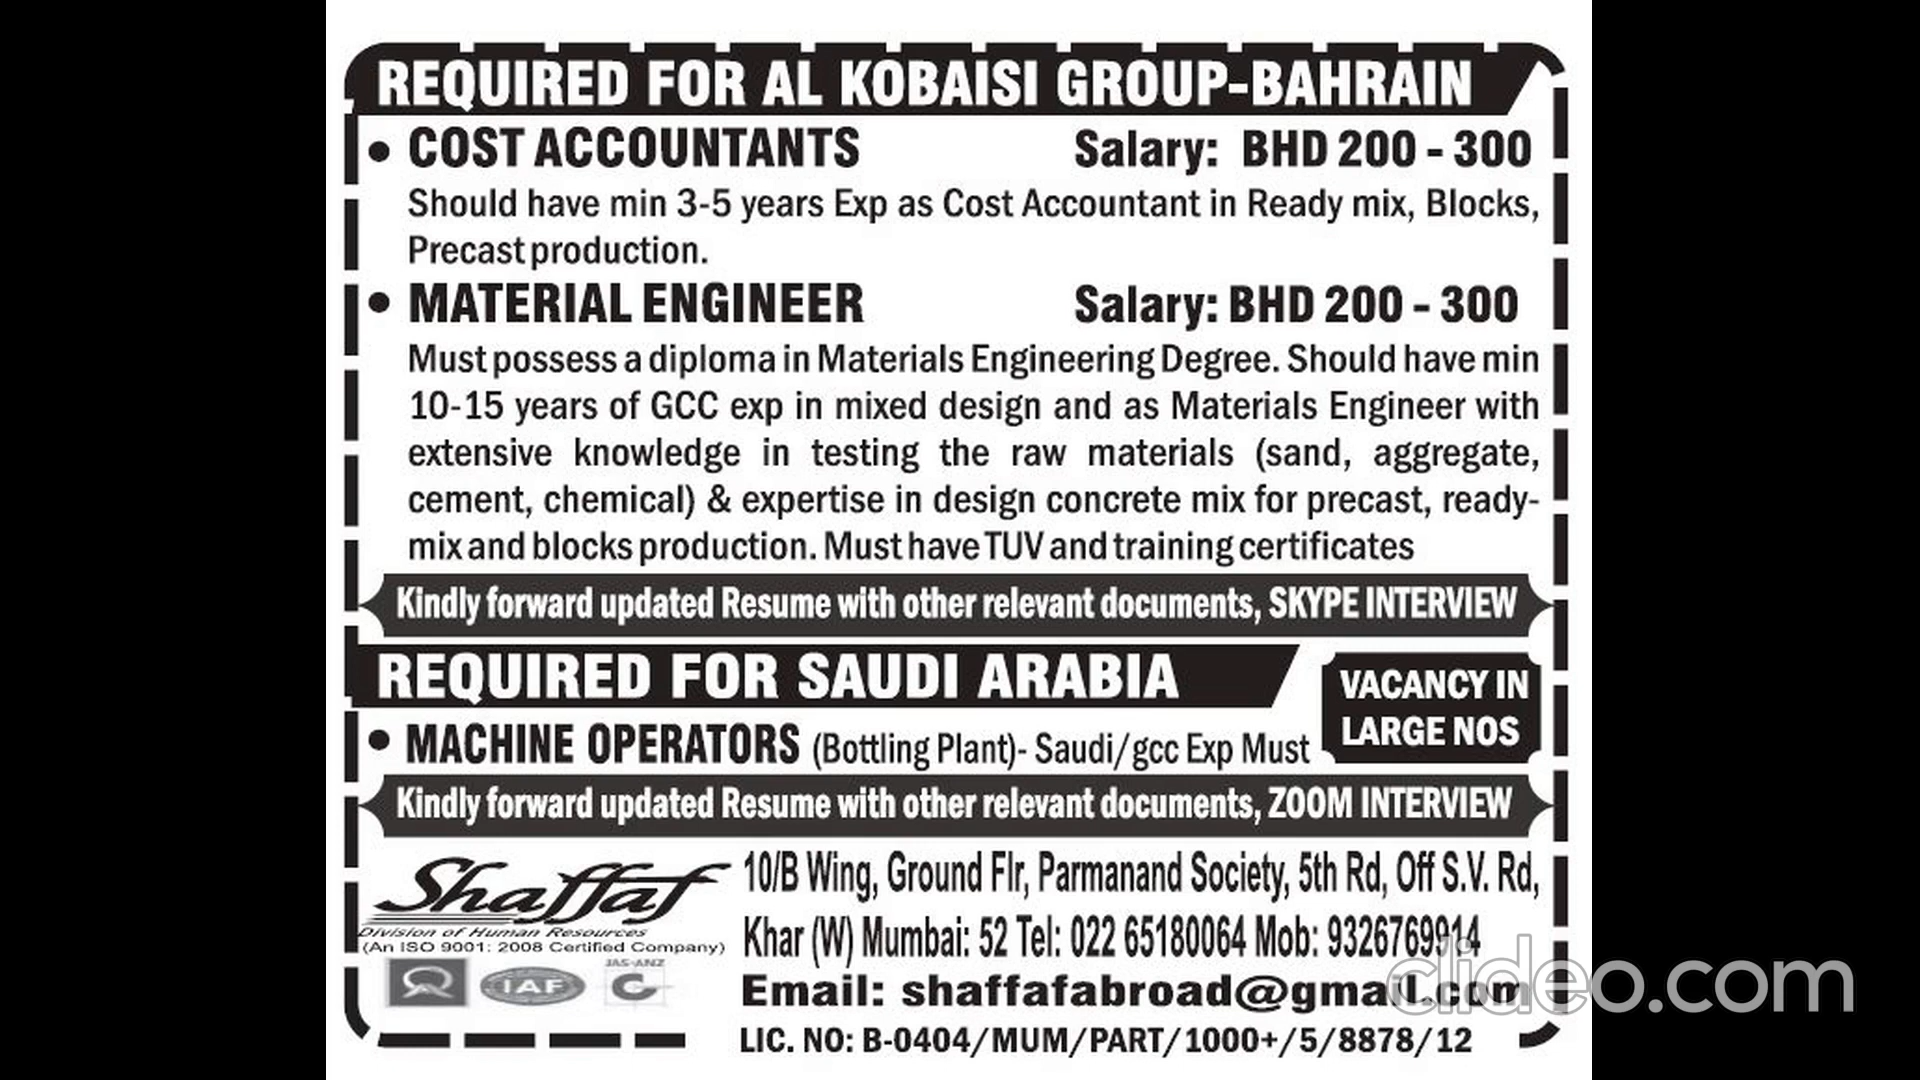 REQUIRED FOR AL KOBAISI GROUP-BAHRAIN
• COST ACCOUNTANTS Salary: BHD 200 - 300
Should have min 3-5 years Exp as Cost Accountant in Ready mix, Blocks,
Precast production.
• MATERIAL ENGINEER Salary: BHD 200 - 300
Must possess a diploma in Materials Engineering Degree. Should have min
10-15 years of GCC exp in mixed design and as Materials Engineer with
extensive knowledge in testing the raw materials (sand, aggregate,
cement, chemical) & expertise in design concrete mix for precast, ready-
mix and blocks production. Must have TUV and training certificates
Kindly forward updated Resume with other relevant documents, SKYPE INTERVIEW
REQUIRED FOR SAUDI ARABIA
VACANCY IN
LARGE NOS
• MACHINE OPERATORS (Bottling Plant)- Saudi/gcc Exp Must
Kindly forward updated Resume with other relevant documents, ZOOM INTERVIEW
Shaffaf
Division of Human Resources
(An ISO 9001: 2008 Certified Company)
IAF
JAS-ANZ
10/B Wing, Ground Flr, Parmanand Society, 5th Rd, Off S.V. Rd,
Khar (W) Mumbai: 52 Tel: 022 65180064 Mob: 9326769914
Email: shaffafabroad@gmail.com
LIC. NO: B-0404/MUM/PART/1000+/5/8878/12
clideo.com